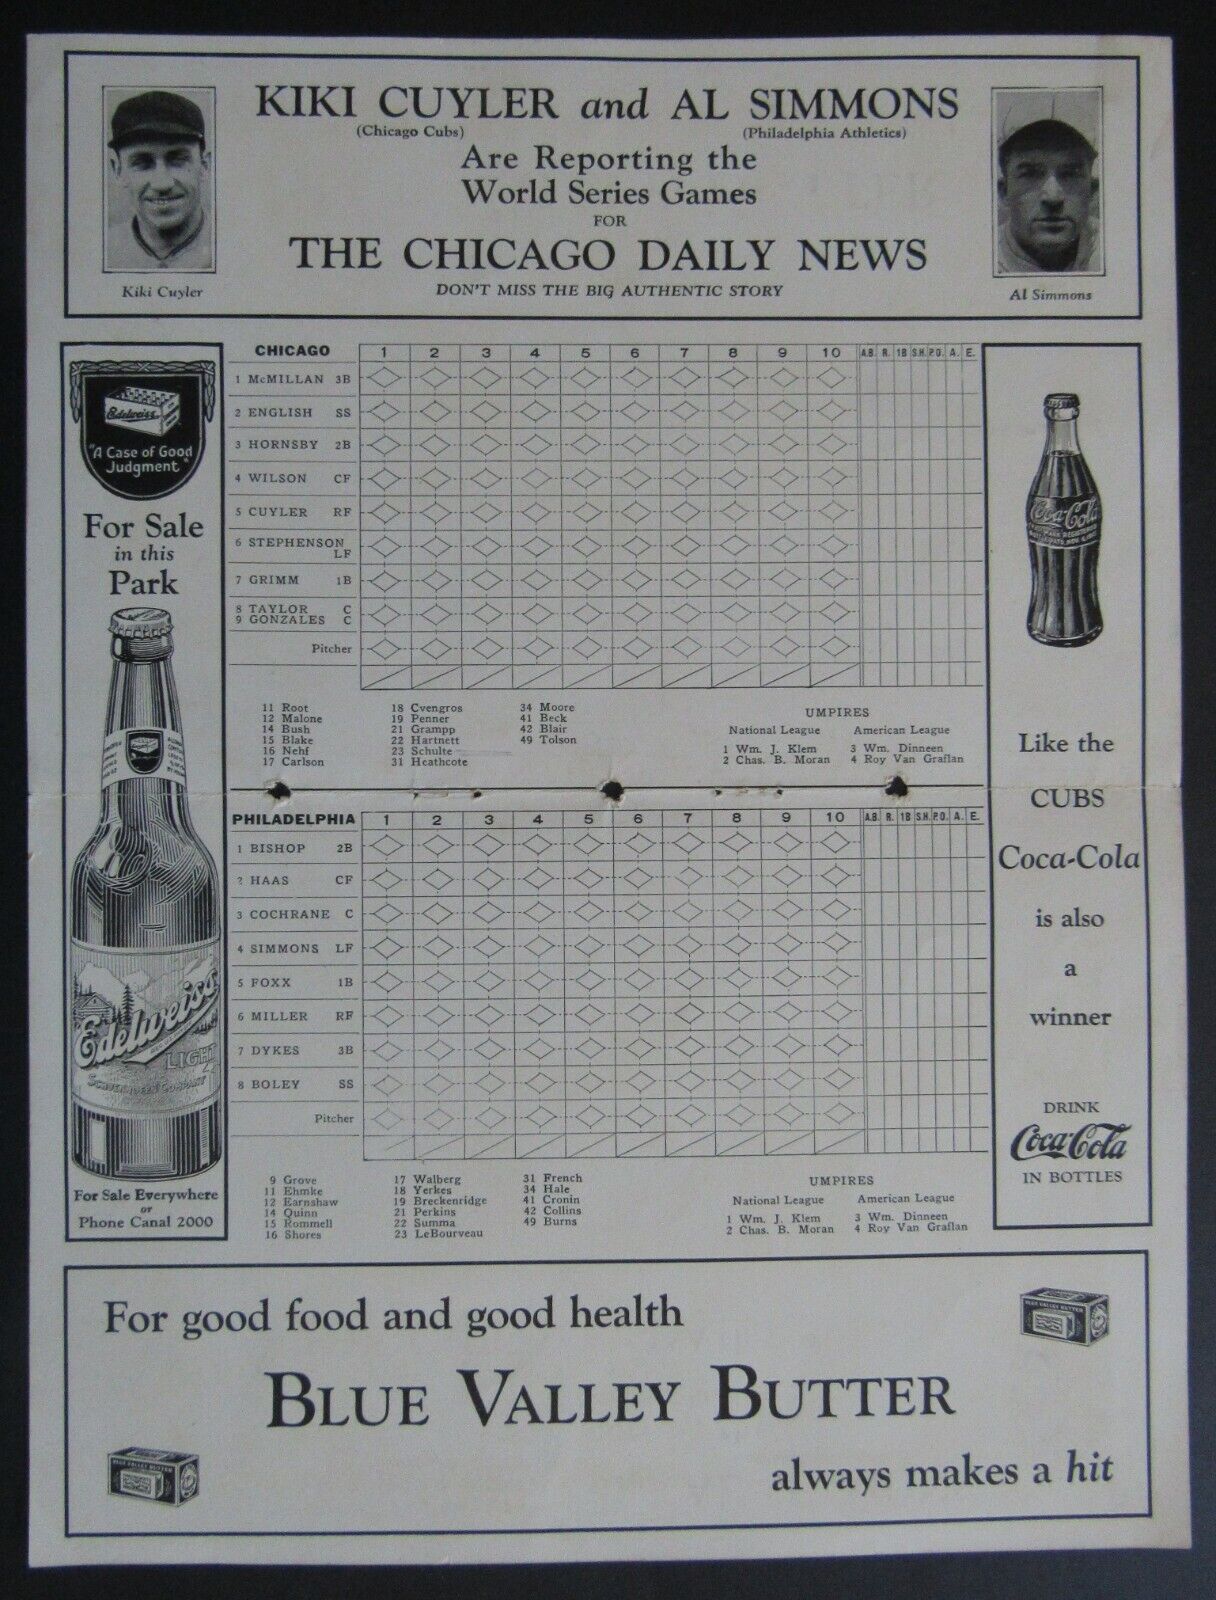 KIKI CUYLER and AL SIMMONS
(Chicago Cubs) (Philadelphia Athletics)
Are Reporting the
World Series Games
FOR
THE CHICAGO DAILY NEWS
DON'T MISS THE BIG AUTHENTIC STORY
Kiki Cuyler
Al Simmons
Edelweiss
"A Case of Good
Judgment"
For Sale
in this
Park
Edelweiss
LIGHT
SCHOENHOFEN COMPANY
For Sale Everywhere
or
Phone Canal 2000
CHICAGO 1 2 3 4 5 6 7 8 9 10 A.B. R. 1B S.H. P.O. A. E.
1 McMILLAN 3B
2 ENGLISH SS
3 HORNSBY 2B
4 WILSON CF
5 CUYLER RF
6 STEPHENSON
LF
7 GRIMM 1B
8 TAYLOR C
9 GONZALES C
Pitcher
11 Root
12 Malone
14 Bush
15 Blake
16 Nehf
17 Carlson
18 Cvengros
19 Penner
21 Grampp
22 Hartnett
23 Schulte
31 Heathcote
34 Moore
41 Beck
42 Blair
49 Tolson
UMPIRES
National League American League
1 Wm. J. Klem 3 Wm. Dinneen
2 Chas. B. Moran 4 Roy Van Graflan
PHILADELPHIA 1 2 3 4 5 6 7 8 9 10 A.B. R. 1B S.H. P.O. A. E.
1 BISHOP 2B
2 HAAS CF
3 COCHRANE C
4 SIMMONS LF
5 FOXX 1B
6 MILLER RF
7 DYKES 3B
8 BOLEY SS
Pitcher
9 Grove
11 Ehmke
12 Earnshaw
14 Quinn
15 Rommell
16 Shores
17 Walberg
18 Yerkes
19 Breckenridge
21 Perkins
22 Summa
23 LeBourveau
31 French
34 Hale
41 Cronin
42 Collins
49 Burns
UMPIRES
National League American League
1 Wm. J. Klem 3 Wm. Dinneen
2 Chas. B. Moran 4 Roy Van Graflan
Coca-Cola
Like the
CUBS
Coca-Cola
is also
a
winner
DRINK
Coca-Cola
IN BOTTLES
For good food and good health
BLUE VALLEY BUTTER
BLUE VALLEY BUTTER
BLUE VALLEY BUTTER
always makes a hit